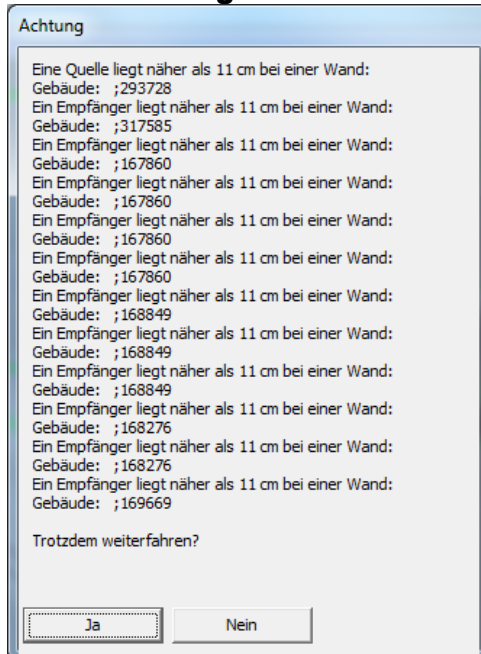 Achtung
Eine Quelle liegt näher als 11 cm bei einer Wand:
Gebäude: ;293728
Ein Empfänger liegt näher als 11 cm bei einer Wand:
Gebäude: ;317585
Ein Empfänger liegt näher als 11 cm bei einer Wand:
Gebäude: ;167860
Ein Empfänger liegt näher als 11 cm bei einer Wand:
Gebäude: ;167860
Ein Empfänger liegt näher als 11 cm bei einer Wand:
Gebäude: ;167860
Ein Empfänger liegt näher als 11 cm bei einer Wand:
Gebäude: ;167860
Ein Empfänger liegt näher als 11 cm bei einer Wand:
Gebäude: ;168849
Ein Empfänger liegt näher als 11 cm bei einer Wand:
Gebäude: ;168849
Ein Empfänger liegt näher als 11 cm bei einer Wand:
Gebäude: ;168849
Ein Empfänger liegt näher als 11 cm bei einer Wand:
Gebäude: ;168276
Ein Empfänger liegt näher als 11 cm bei einer Wand:
Gebäude: ;168276
Ein Empfänger liegt näher als 11 cm bei einer Wand:
Gebäude: ;169669
Trotzdem weiterfahren?
Ja
Nein